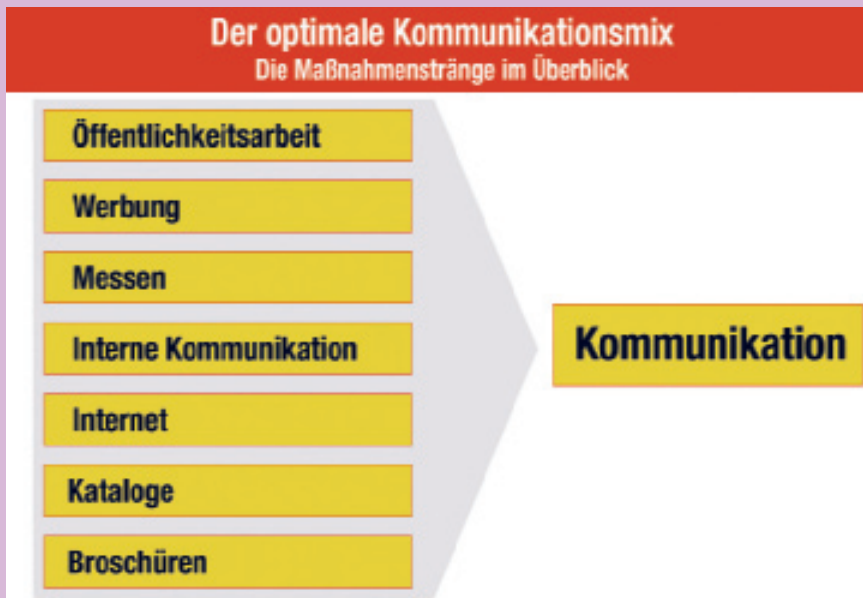 Der optimale Kommunikationsmix
Die Maßnahmenstränge im Überblick
Öffentlichkeitsarbeit
Werbung
Messen
Interne Kommunikation
Internet
Kataloge
Broschüren
Kommunikation